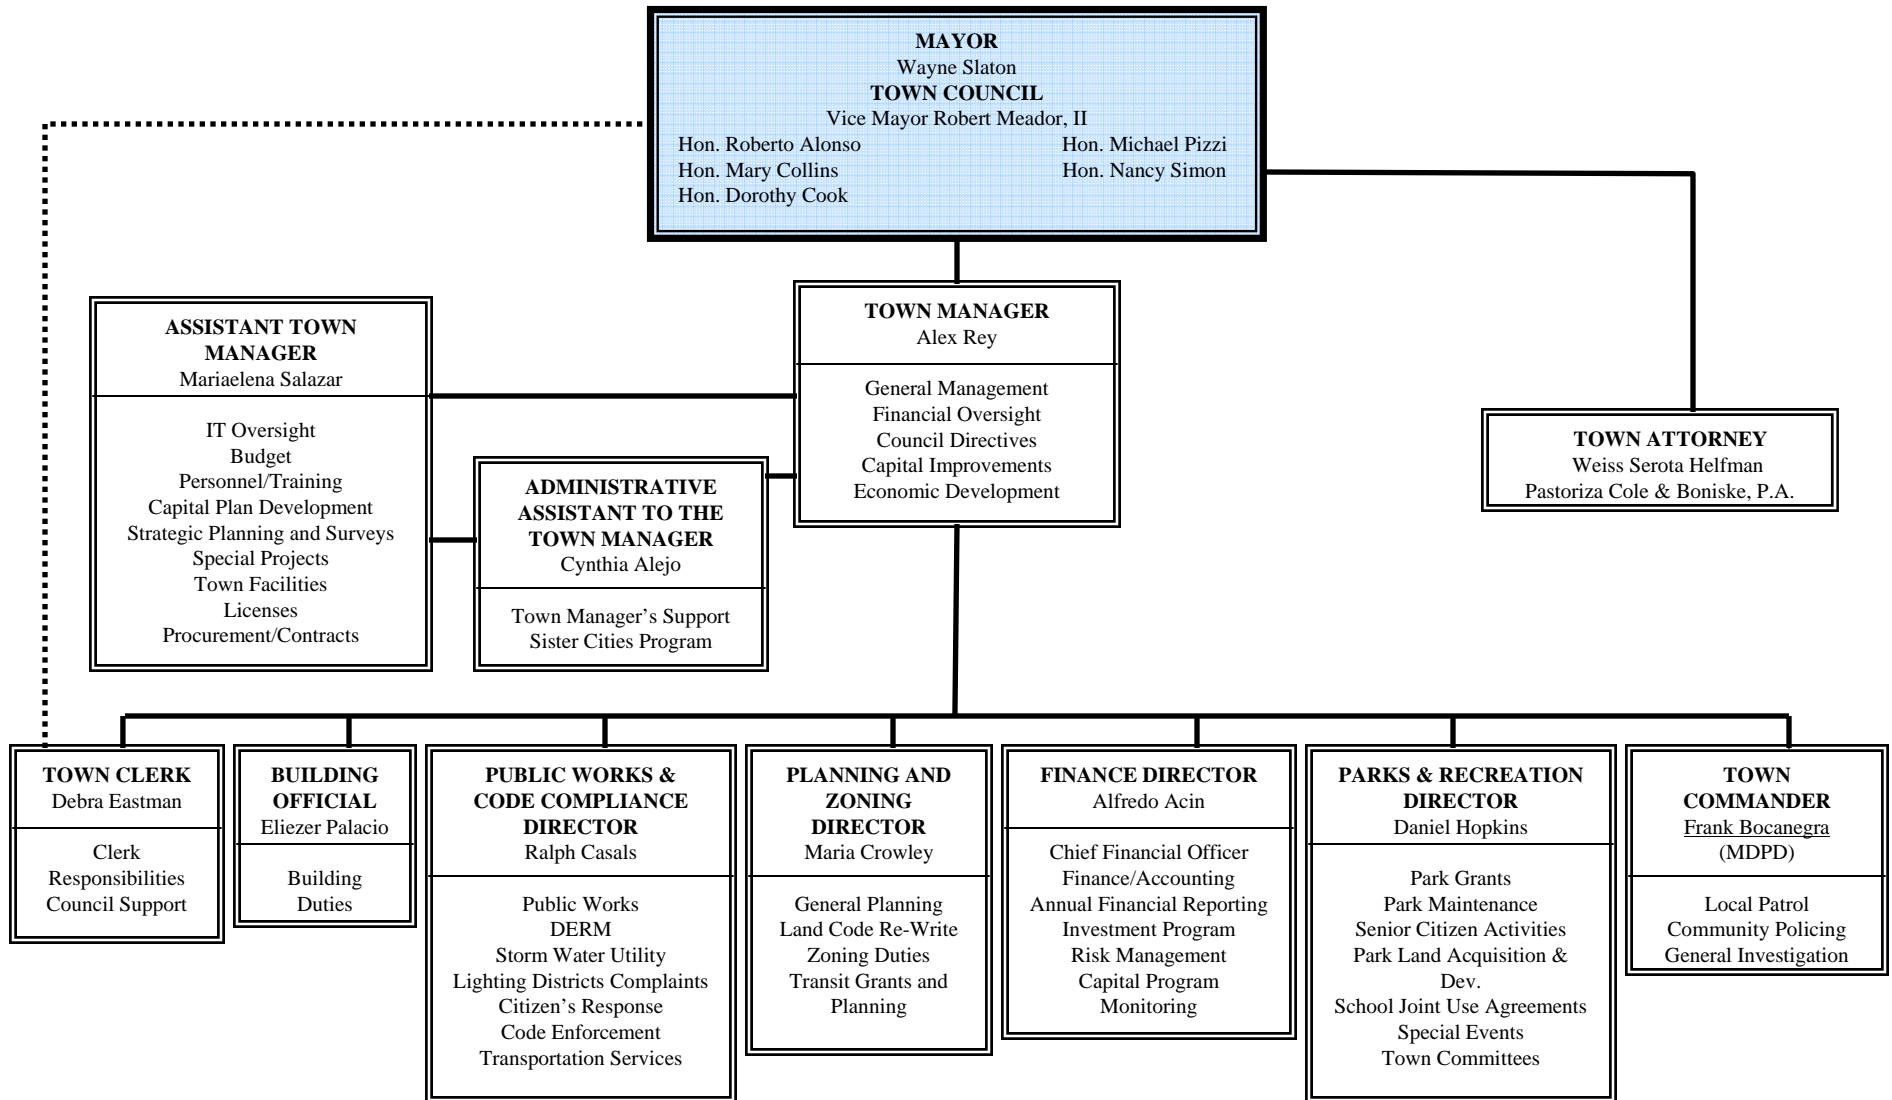 MAYOR
Wayne Slaton
TOWN COUNCIL
Vice Mayor Robert Meador, II
Hon. Roberto Alonso
Hon. Mary Collins
Hon. Dorothy Cook
Hon. Michael Pizzi
Hon. Nancy Simon
ASSISTANT TOWN
MANAGER
Mariaelena Salazar
IT Oversight
Budget
Personnel/Training
Capital Plan Development
Strategic Planning and Surveys
Special Projects
Town Facilities
Licenses
Procurement/Contracts
ADMINISTRATIVE
ASSISTANT TO THE
TOWN MANAGER
Cynthia Alejo
Town Manager’s Support
Sister Cities Program
TOWN MANAGER
Alex Rey
General Management
Financial Oversight
Council Directives
Capital Improvements
Economic Development
TOWN ATTORNEY
Weiss Serota Helfman
Pastoriza Cole & Boniske, P.A.
TOWN CLERK
Debra Eastman
Clerk
Responsibilities
Council Support
BUILDING
OFFICIAL
Eliezer Palacio
Building
Duties
PUBLIC WORKS &
CODE COMPLIANCE
DIRECTOR
Ralph Casals
Public Works
DERM
Storm Water Utility
Lighting Districts Complaints
Citizen’s Response
Code Enforcement
Transportation Services
PLANNING AND
ZONING
DIRECTOR
Maria Crowley
General Planning
Land Code Re-Write
Zoning Duties
Transit Grants and
Planning
FINANCE DIRECTOR
Alfredo Acin
Chief Financial Officer
Finance/Accounting
Annual Financial Reporting
Investment Program
Risk Management
Capital Program
Monitoring
PARKS & RECREATION
DIRECTOR
Daniel Hopkins
Park Grants
Park Maintenance
Senior Citizen Activities
Park Land Acquisition &
Dev.
School Joint Use Agreements
Special Events
Town Committees
TOWN
COMMANDER
Frank Bocanegra
(MDPD)
Local Patrol
Community Policing
General Investigation